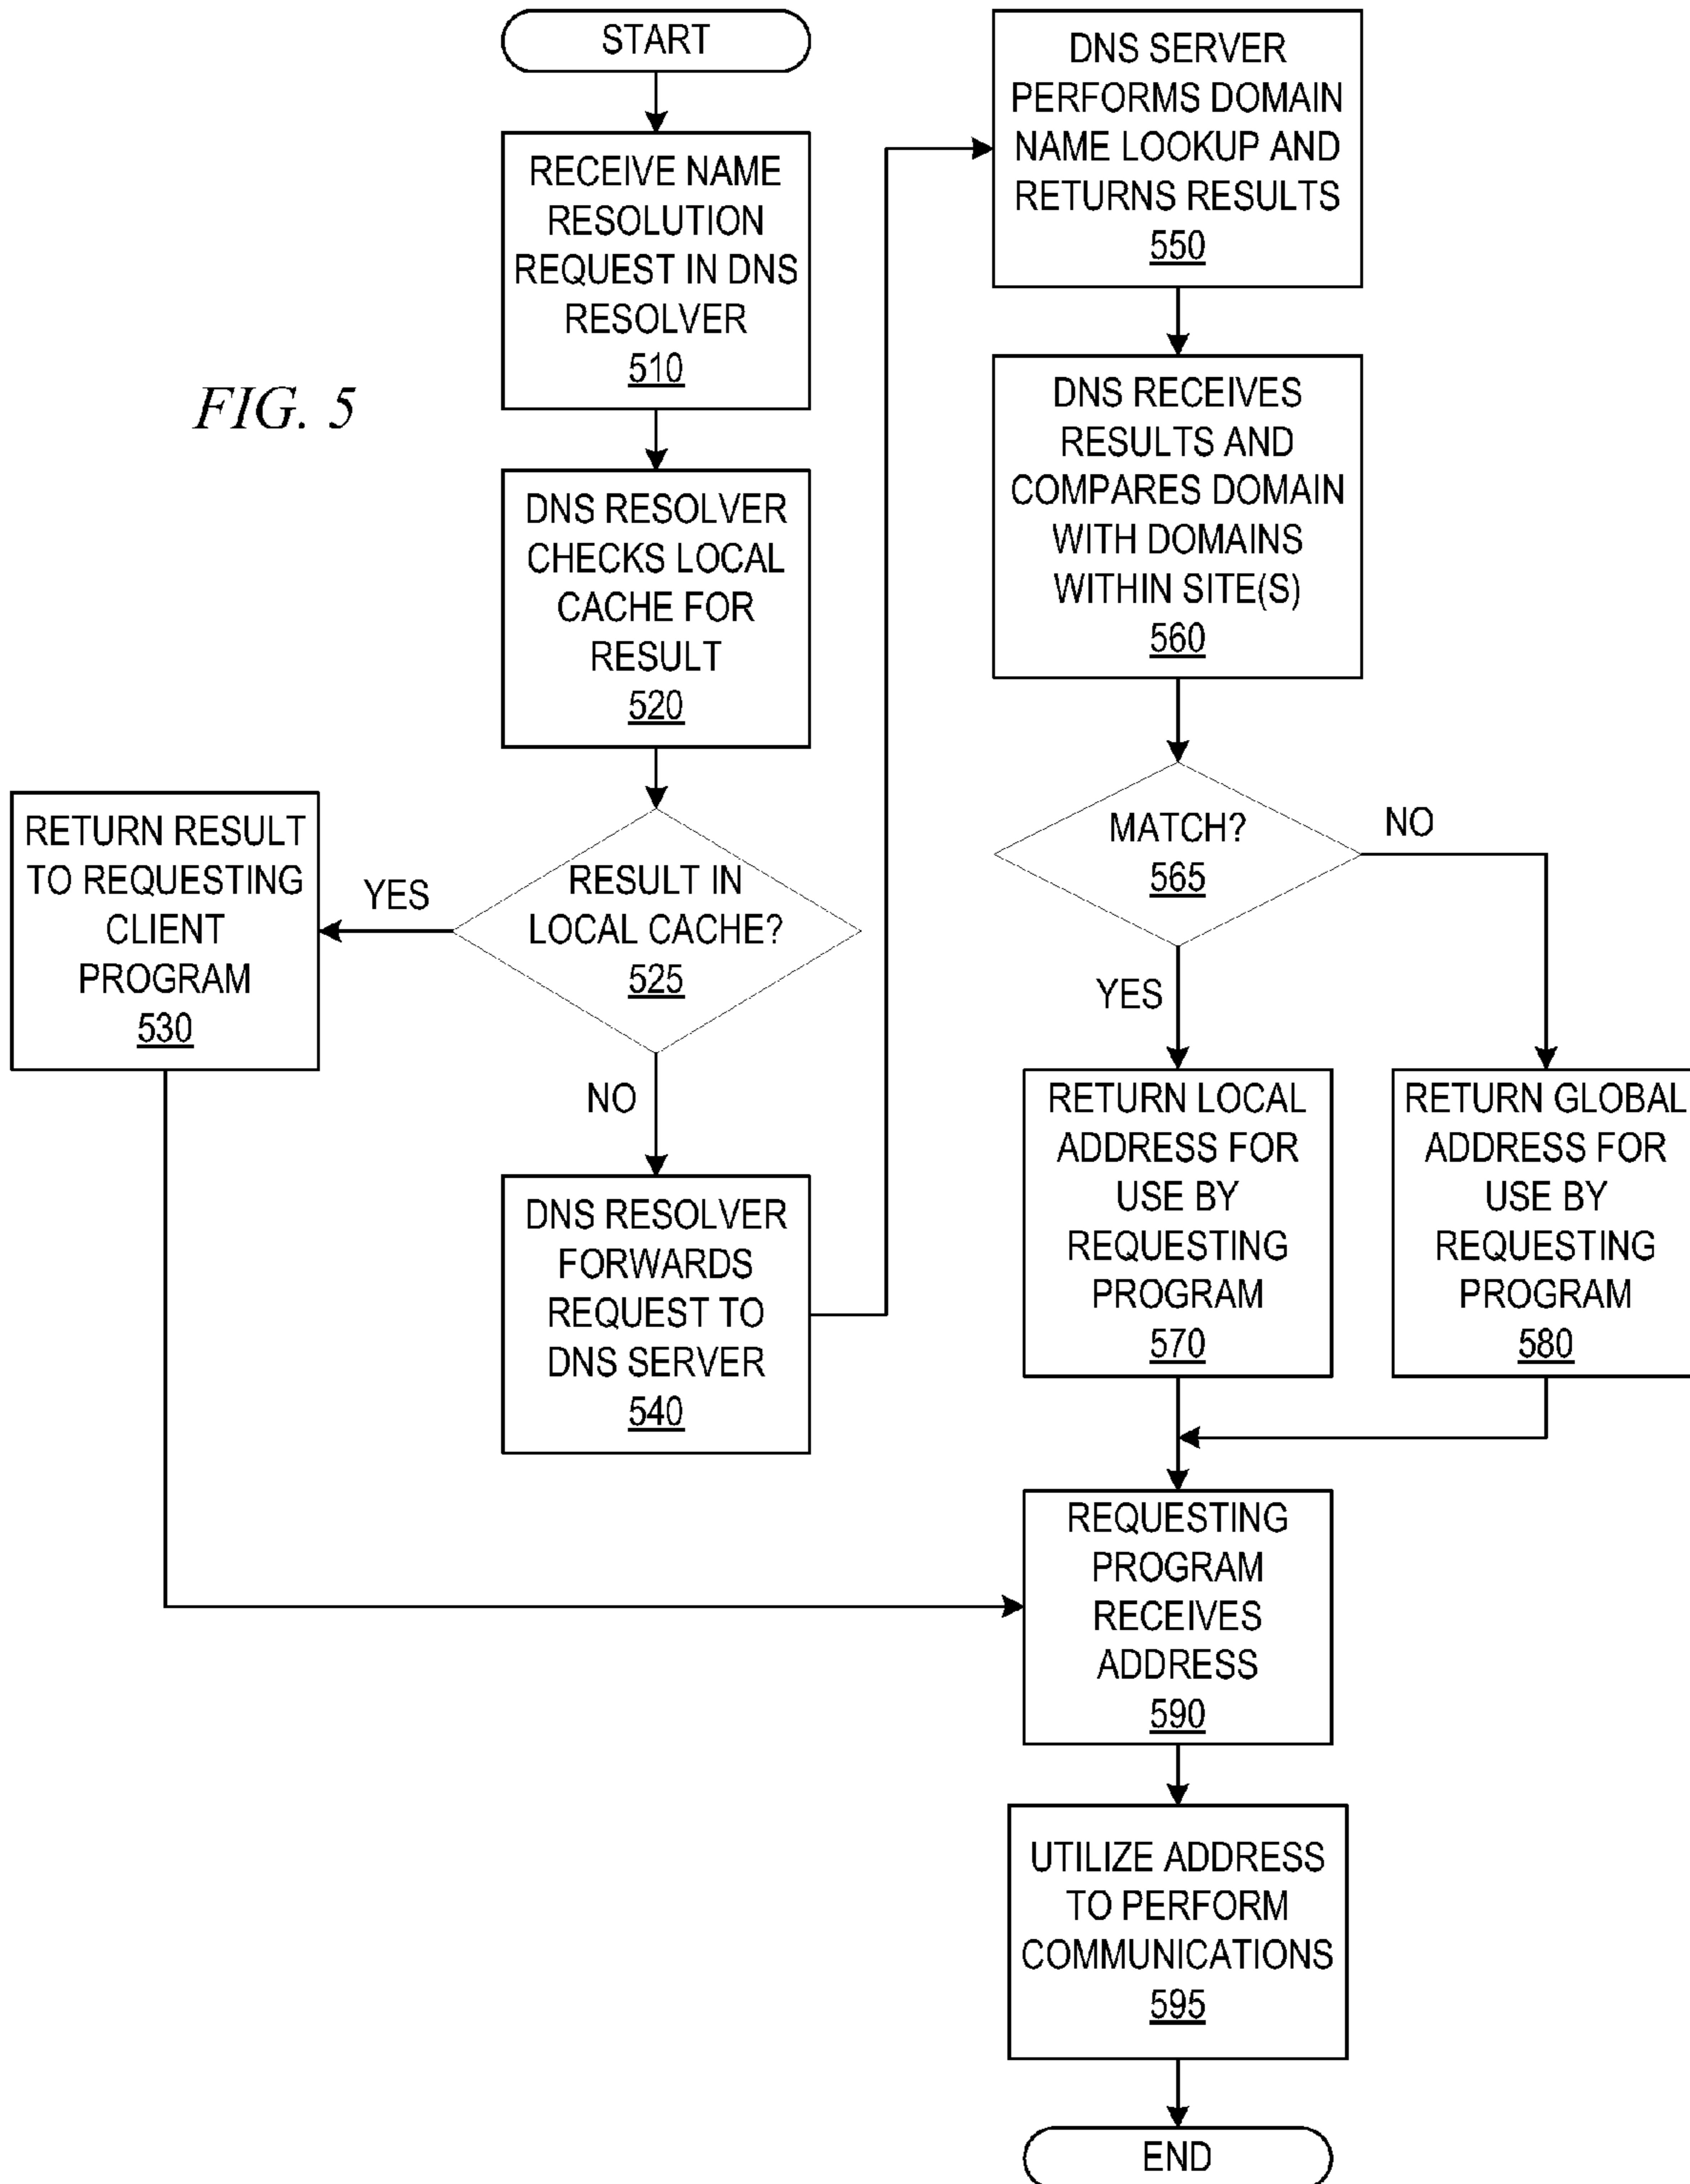 FIG. 5
START
RECEIVE NAME
RESOLUTION
REQUEST IN DNS
RESOLVER
510
DNS RESOLVER
CHECKS LOCAL
CACHE FOR
RESULT
520
RESULT IN
LOCAL CACHE?
525
YES
RETURN RESULT
TO REQUESTING
CLIENT
PROGRAM
530
NO
DNS RESOLVER
FORWARDS
REQUEST TO
DNS SERVER
540
DNS SERVER
PERFORMS DOMAIN
NAME LOOKUP AND
RETURNS RESULTS
550
DNS RECEIVES
RESULTS AND
COMPARES DOMAIN
WITH DOMAINS
WITHIN SITE(S)
560
MATCH?
565
NO
YES
RETURN LOCAL
ADDRESS FOR
USE BY
REQUESTING
PROGRAM
570
RETURN GLOBAL
ADDRESS FOR
USE BY
REQUESTING
PROGRAM
580
REQUESTING
PROGRAM
RECEIVES
ADDRESS
590
UTILIZE ADDRESS
TO PERFORM
COMMUNICATIONS
595
END